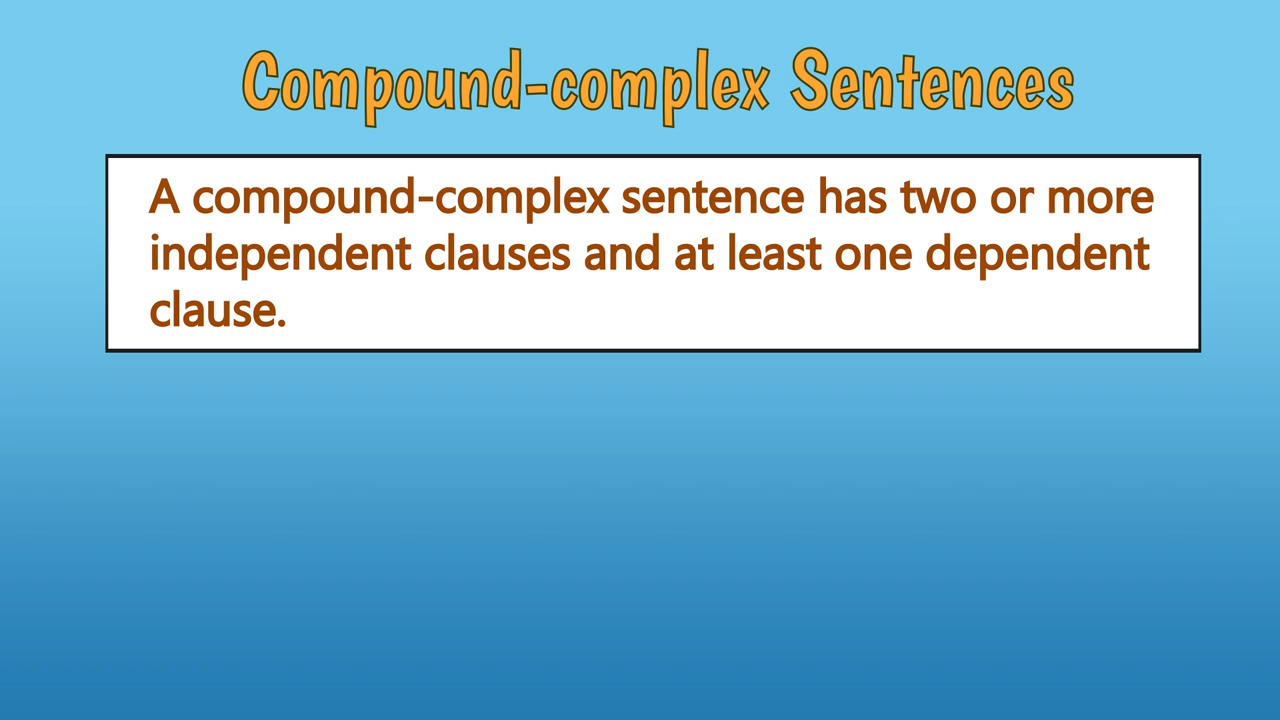 Compound-complex Sentences
A compound-complex sentence has two or more
independent clauses and at least one dependent
clause.